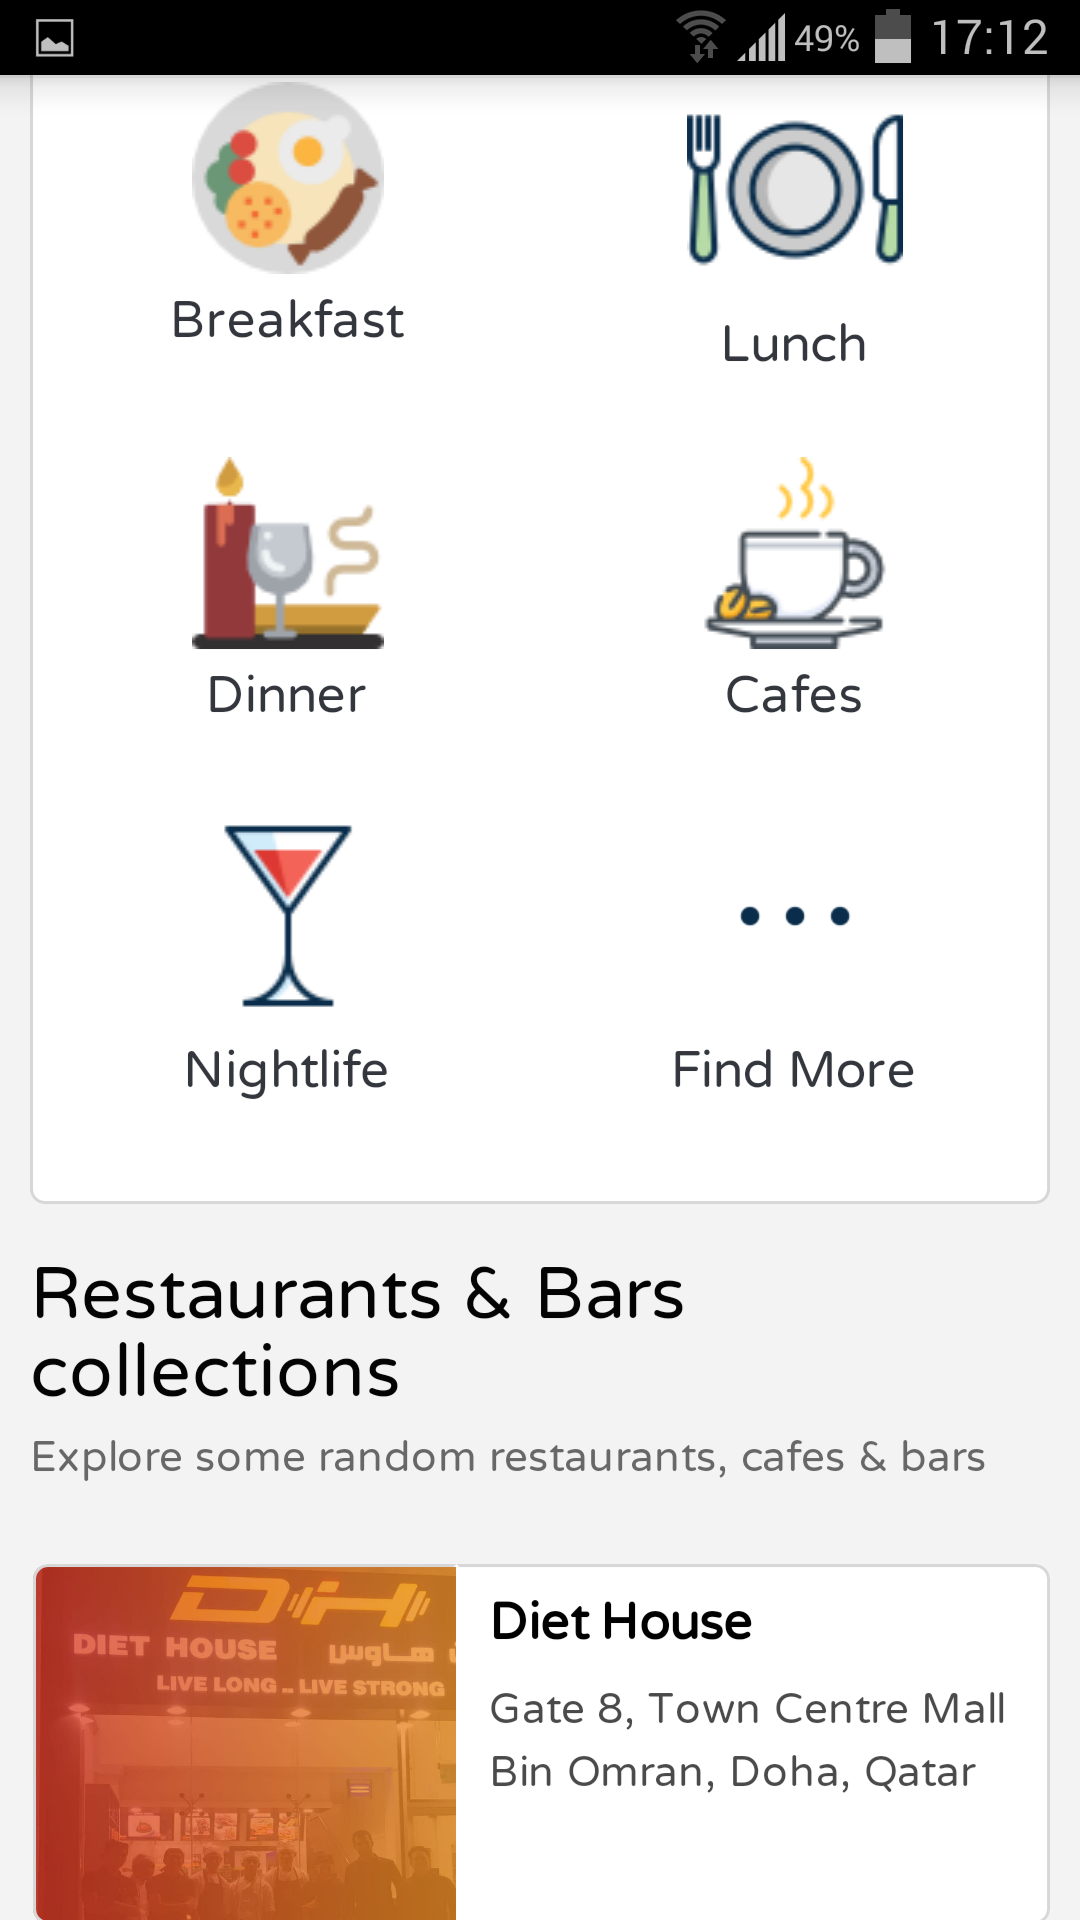 49% 17:12
Breakfast
Lunch
Dinner
Cafes
Nightlife
Find More
Restaurants & Bars
collections
Explore some random restaurants, cafes & bars
DH
DIET HOUSE هاوس
LIVE LONG .. LIVE STRONG
Diet House
Gate 8, Town Centre Mall
Bin Omran, Doha, Qatar